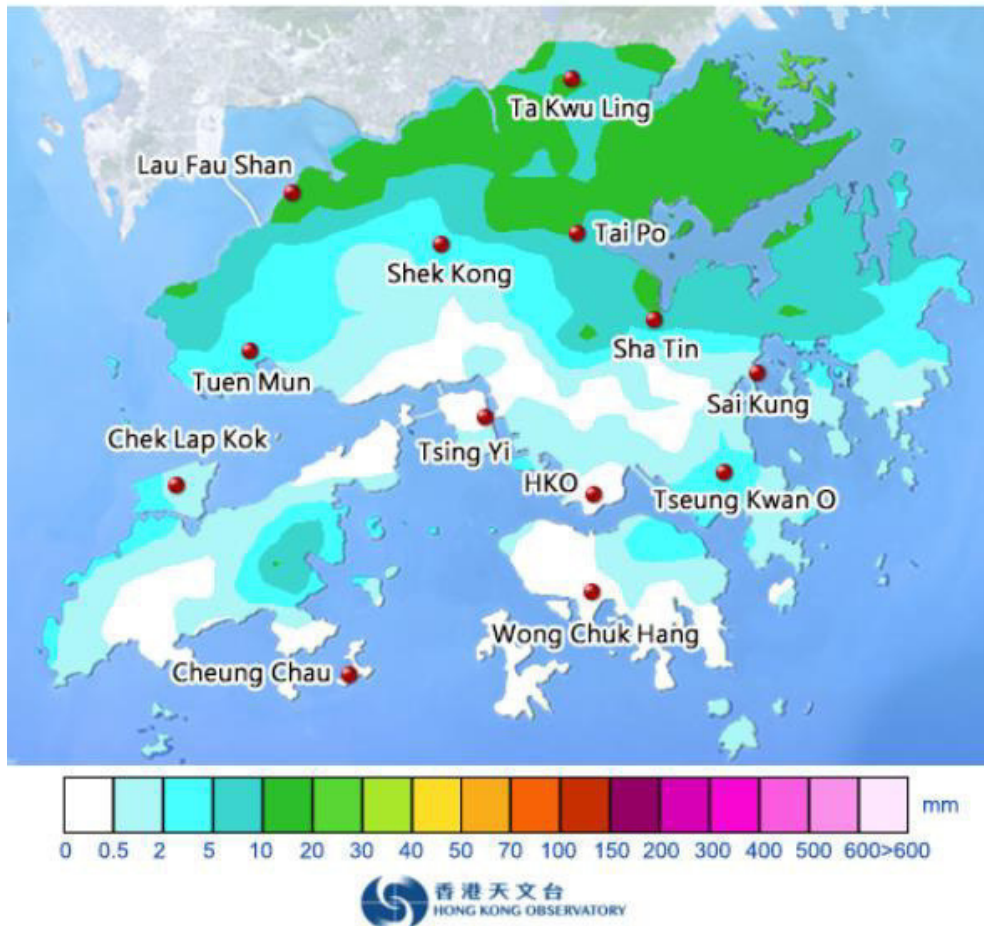 Ta Kwu Ling
Lau Fau Shan
Tai Po
Shek Kong
Sha Tin
Tuen Mun
Sai Kung
Chek Lap Kok
Tsing Yi
HKO
Tseung Kwan O
Wong Chuk Hang
Cheung Chau
mm
0 0.5 2 5 10 20 30 40 50 70 100 150 200 300 400 500 600>600
香港天文台
HONG KONG OBSERVATORY